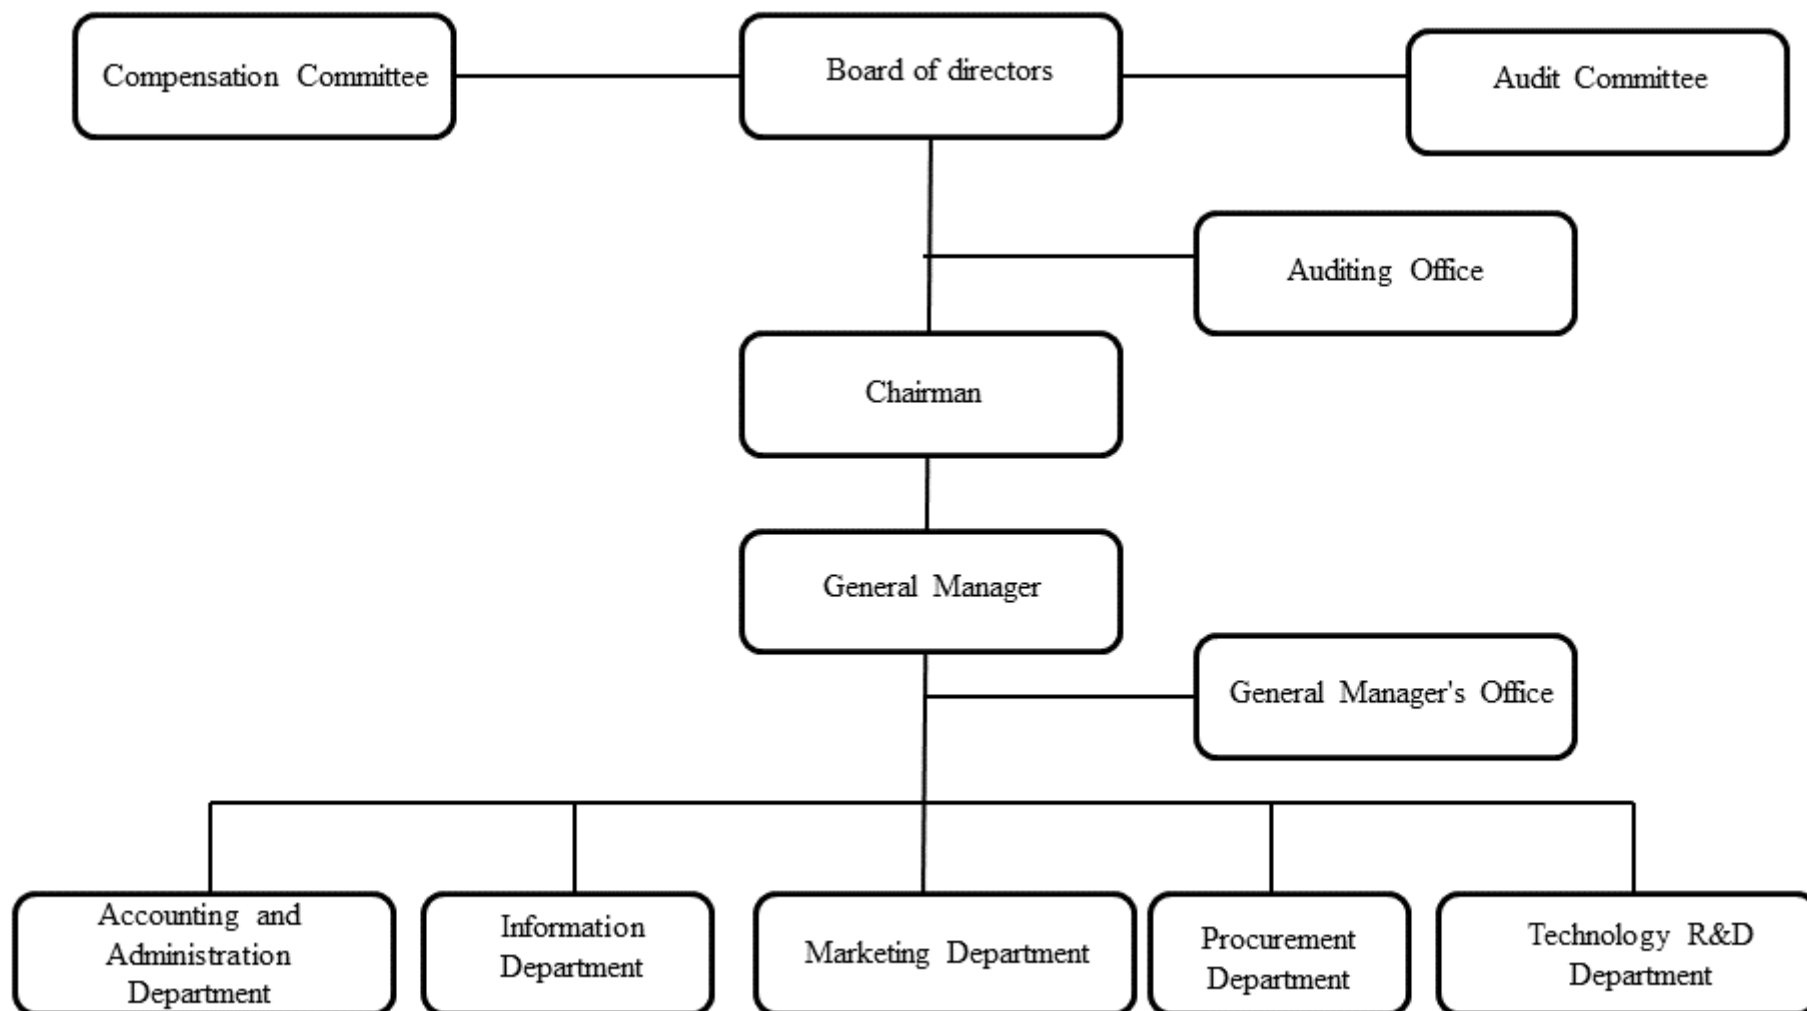 Compensation Committee
Board of directors
Audit Committee
Auditing Office
Chairman
General Manager
General Manager's Office
Accounting and
Administration
Department
Information
Department
Marketing Department
Procurement
Department
Technology R&D
Department